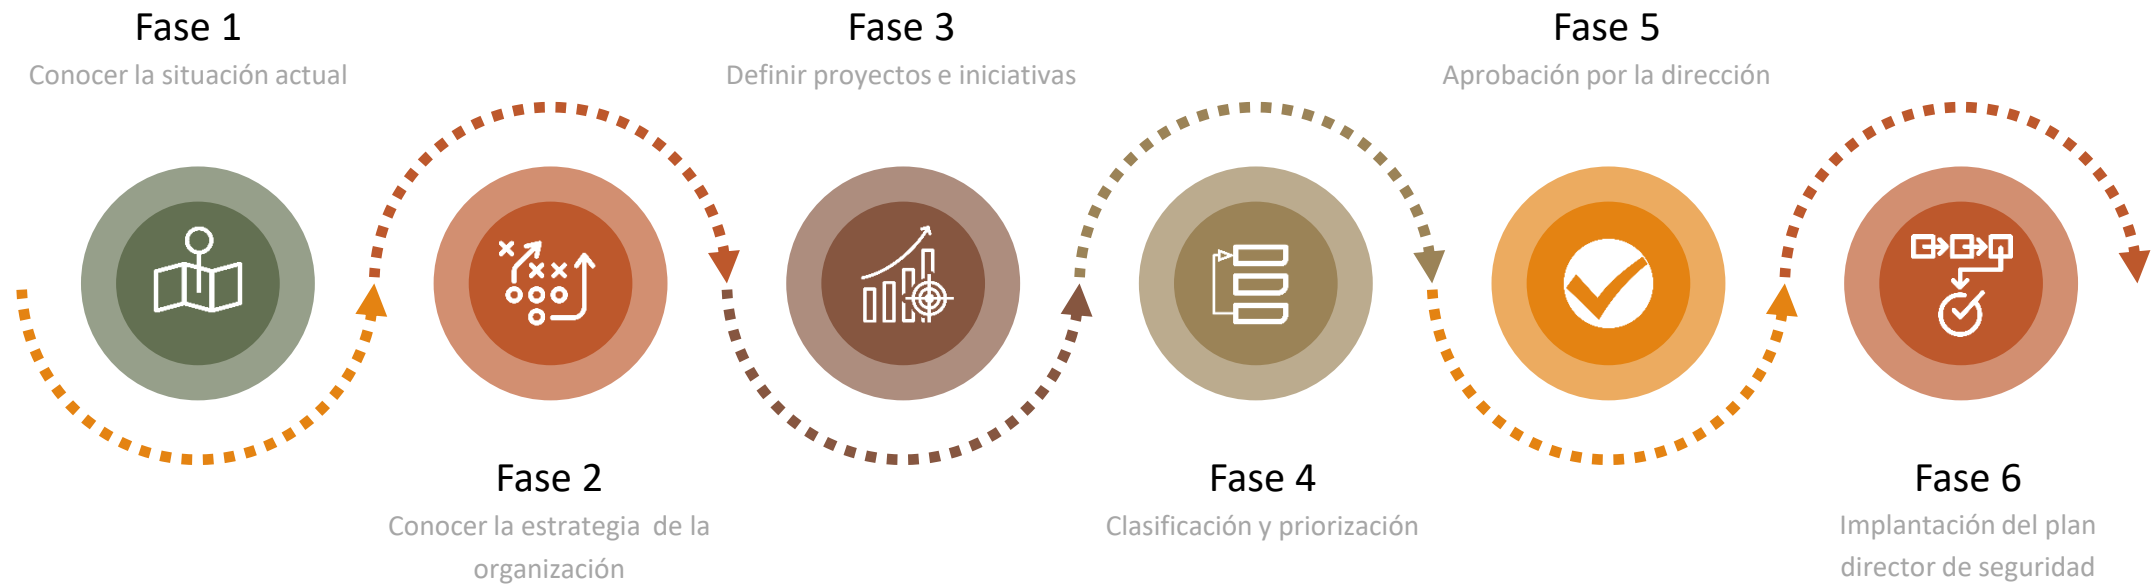 Fase 1
Conocer la situación actual
Fase 2
Conocer la estrategia de la
organización
Fase 3
Definir proyectos e iniciativas
Fase 4
Clasificación y priorización
Fase 5
Aprobación por la dirección
Fase 6
Implantación del plan
director de seguridad